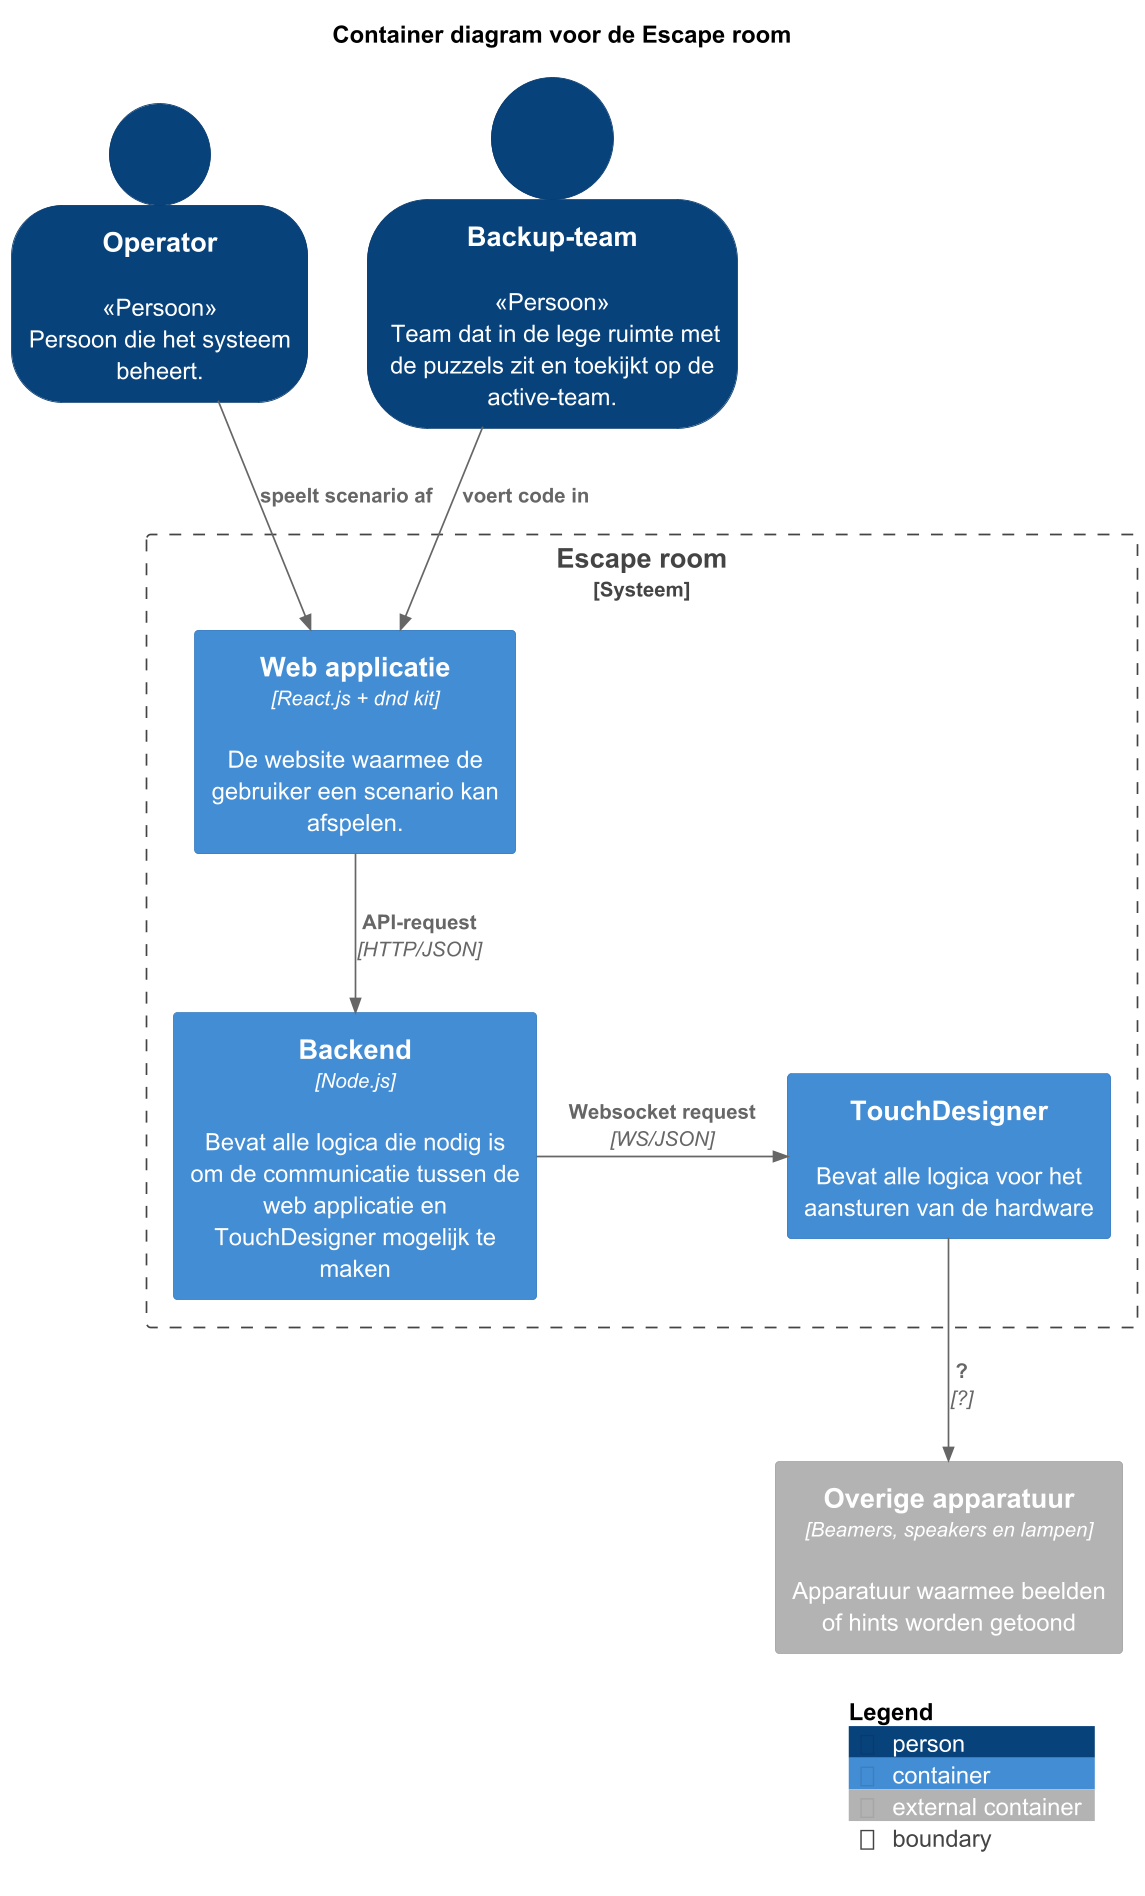 Container diagram voor de Escape room
Operator
«Persoon»
Persoon die het systeem
beheert.
Backup-team
«Persoon»
Team dat in de lege ruimte met
de puzzels zit en toekijkt op de
active-team.
speelt scenario af
voert code in
Escape room
[Systeem]
Web applicatie
[React.js + dnd kit]
De website waarmee de
gebruiker een scenario kan
afspelen.
API-request
[HTTP/JSON]
Backend
[Node.js]
Bevat alle logica die nodig is
om de communicatie tussen de
web applicatie en
TouchDesigner mogelijk te
maken
Websocket request
[WS/JSON]
TouchDesigner
Bevat alle logica voor het
aansturen van de hardware
?
[?]
Overige apparatuur
[Beamers, speakers en lampen]
Apparatuur waarmee beelden
of hints worden getoond
Legend
person
container
external container
boundary